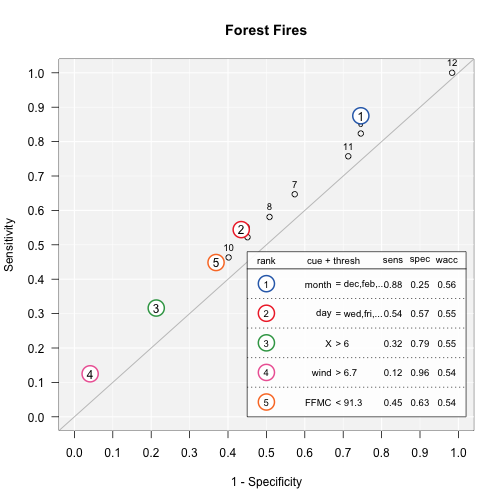 Forest Fires
Sensitivity
1.0
0.9
0.8
0.7
0.6
0.5
0.4
0.3
0.2
0.1
0.0
12
1
11
7
8
2
10
5
3
4
rank cue + thresh sens spec wacc
1 month = dec,feb,... 0.88 0.25 0.56
2 day = wed,fri,... 0.54 0.57 0.55
3 X > 6 0.32 0.79 0.55
4 wind > 6.7 0.12 0.96 0.54
5 FFMC < 91.3 0.45 0.63 0.54
0.0 0.1 0.2 0.3 0.4 0.5 0.6 0.7 0.8 0.9 1.0
1 - Specificity